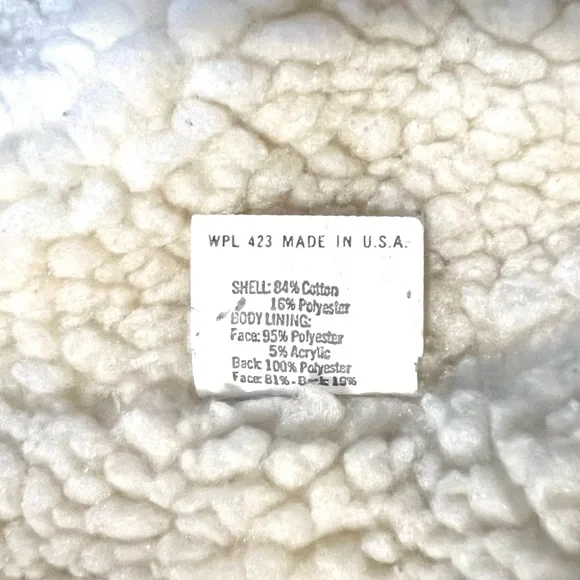 WPL 423 MADE IN U.S.A.
SHELL: 84% Cotton
16% Polyester
BODY LINING:
Face: 95% Polyester
5% Acrylic
Back: 100% Polyester
Face: 81% - Back: 19%